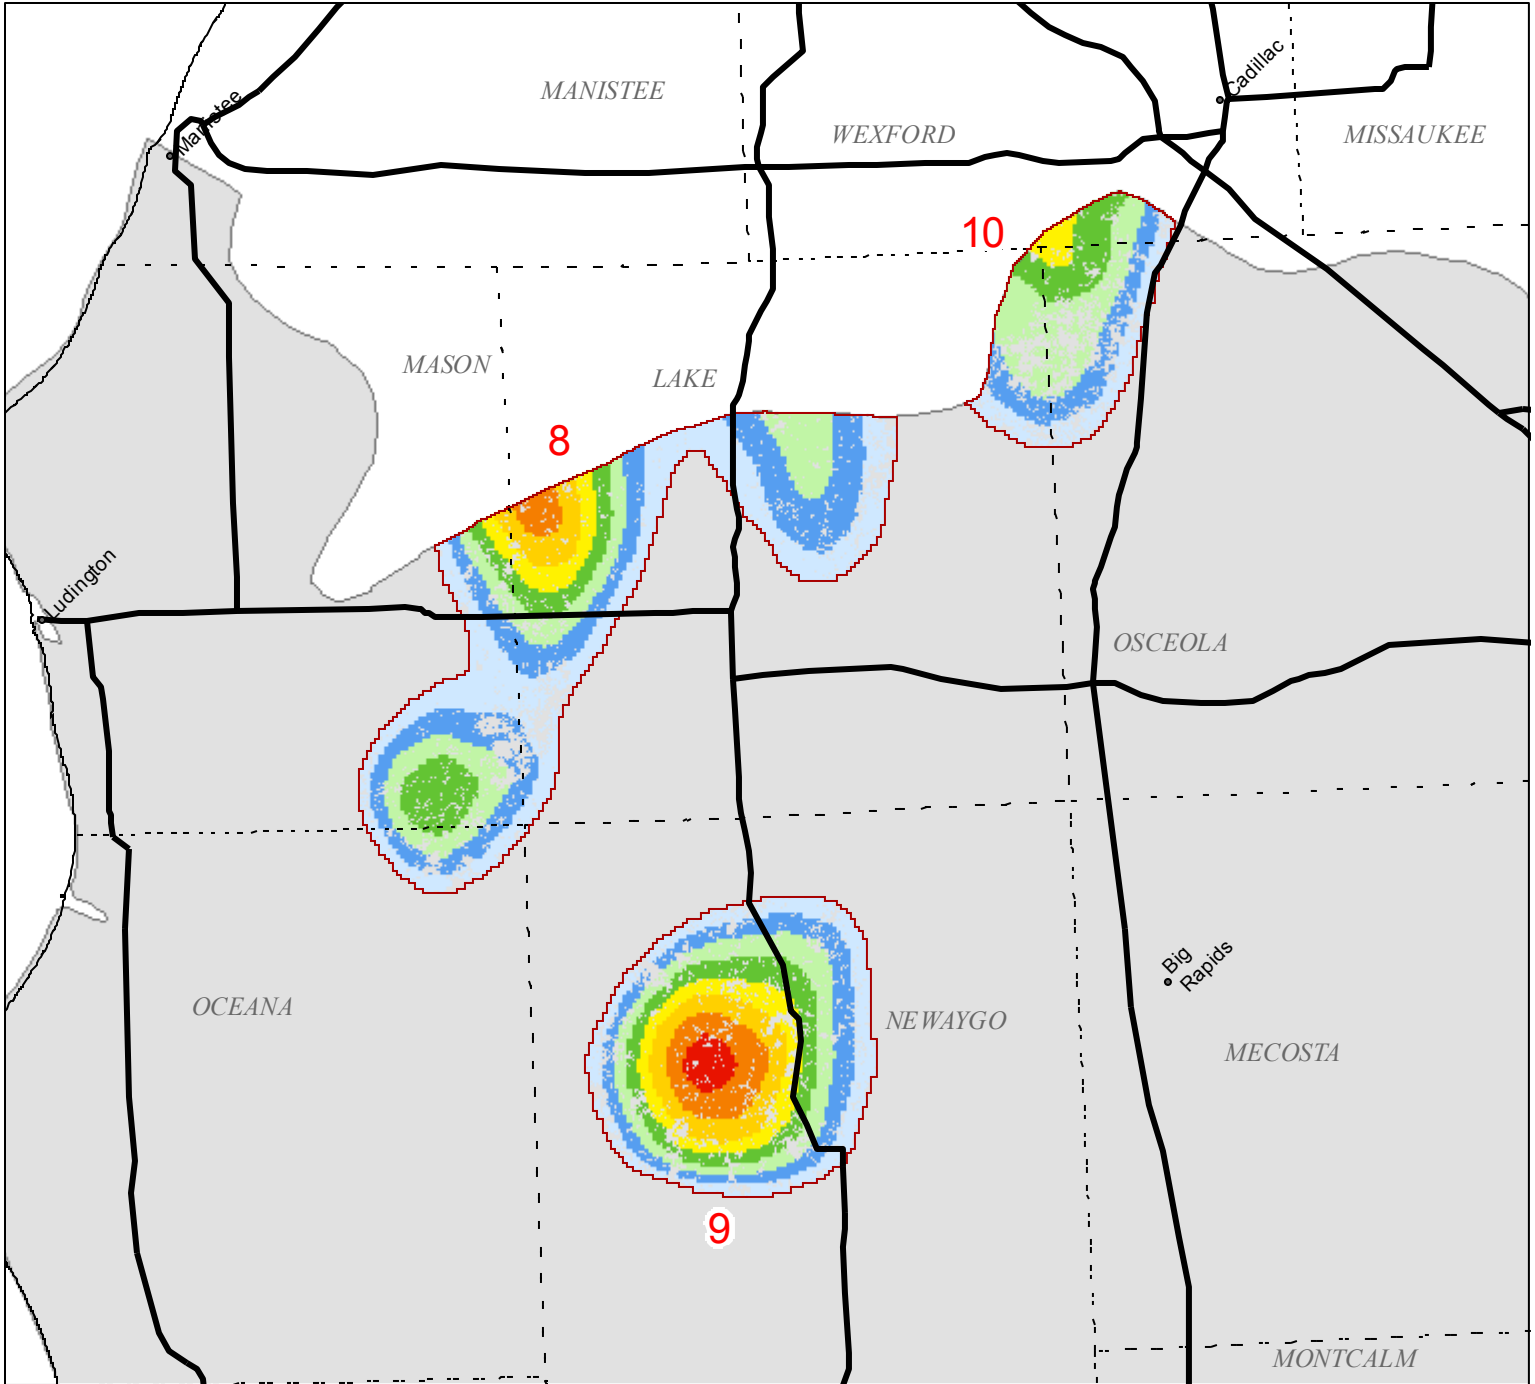 Cadillac
MANISTEE
Manistee
WEXFORD
MISSAUKEE
10
MASON
LAKE
8
Ludington
OSCEOLA
Big
Rapids
OCEANA
NEWAYGO
MECOSTA
9
MONTCALM